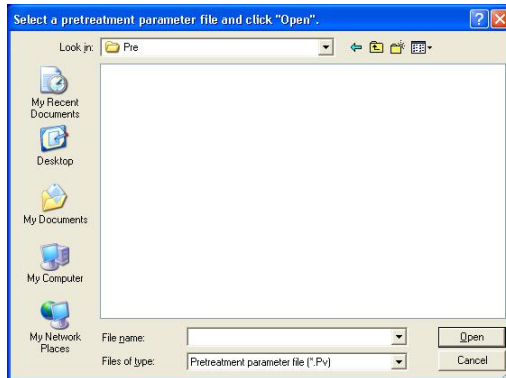 Select a pretreatment parameter file and click "Open".
Look in:
Pre
My Recent
Documents
Desktop
My Documents
My Computer
My Network
Places
File name:
Open
Files of type:
Pretreatment parameter file (*.Pv)
Cancel